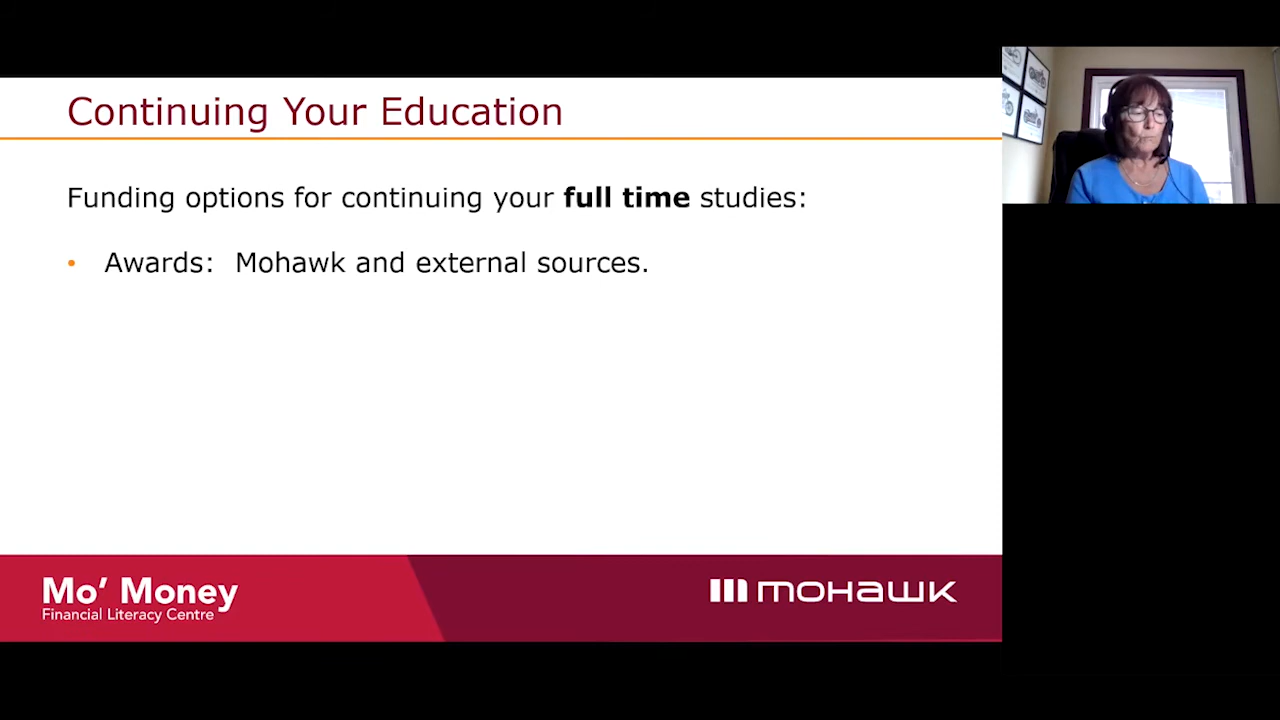 Continuing Your Education
Funding options for continuing your full time studies:
• Awards: Mohawk and external sources.
Mo’ Money
Financial Literacy Centre
mohawk